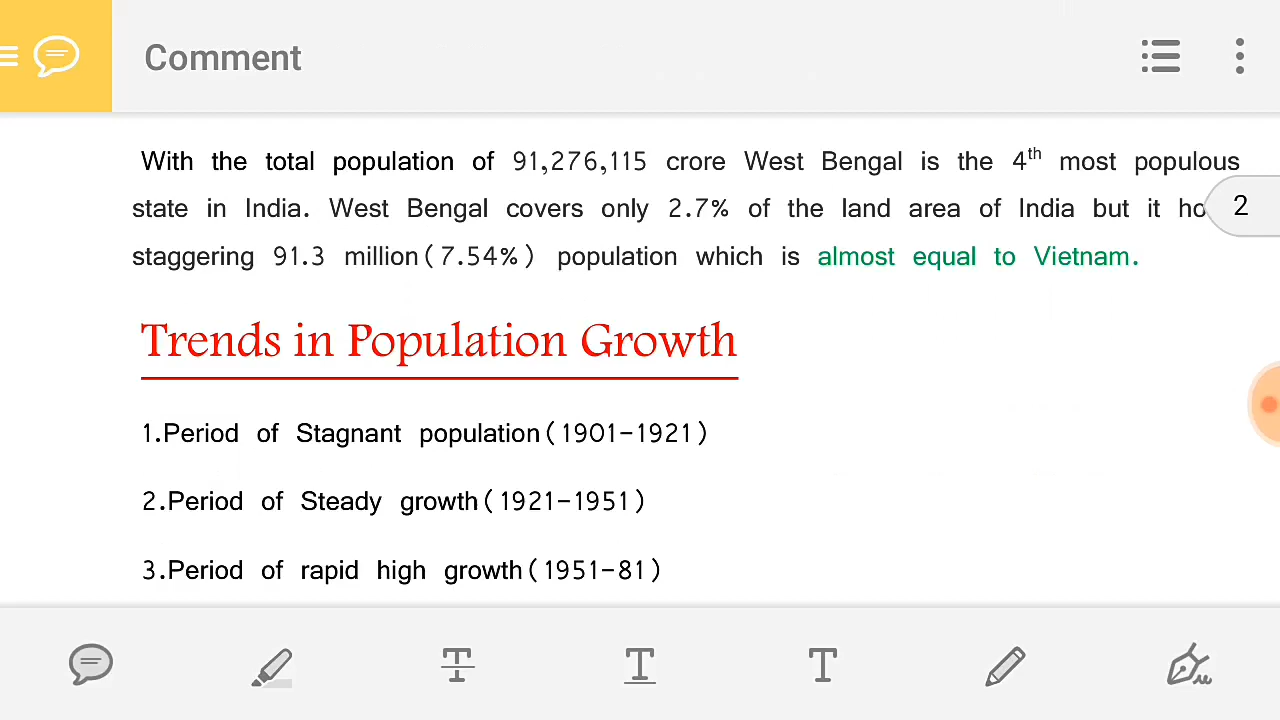 Comment
With the total population of 91,276,115 crore West Bengal is the 4th most populous
state in India. West Bengal covers only 2.7% of the land area of India but it
2
staggering 91.3 million(7.54%) population which is almost equal to Vietnam.
Trends in Population Growth
1.Period of Stagnant population(1901-1921)
2.Period of Steady growth(1921-1951)
3.Period of rapid high growth(1951-81)
T T T